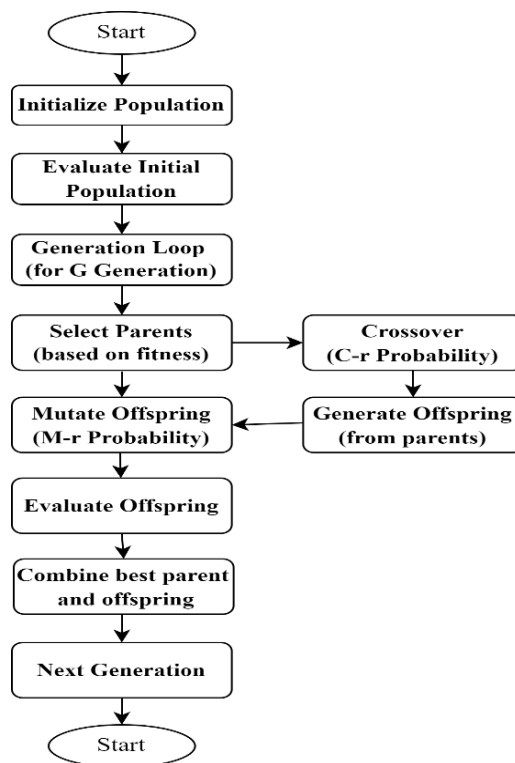 Start
Initialize Population
Evaluate Initial
Population
Generation Loop
(for G Generation)
Select Parents
(based on fitness)
Crossover
(C-r Probability)
Generate Offspring
(from parents)
Mutate Offspring
(M-r Probability)
Evaluate Offspring
Combine best parent
and offspring
Next Generation
Start